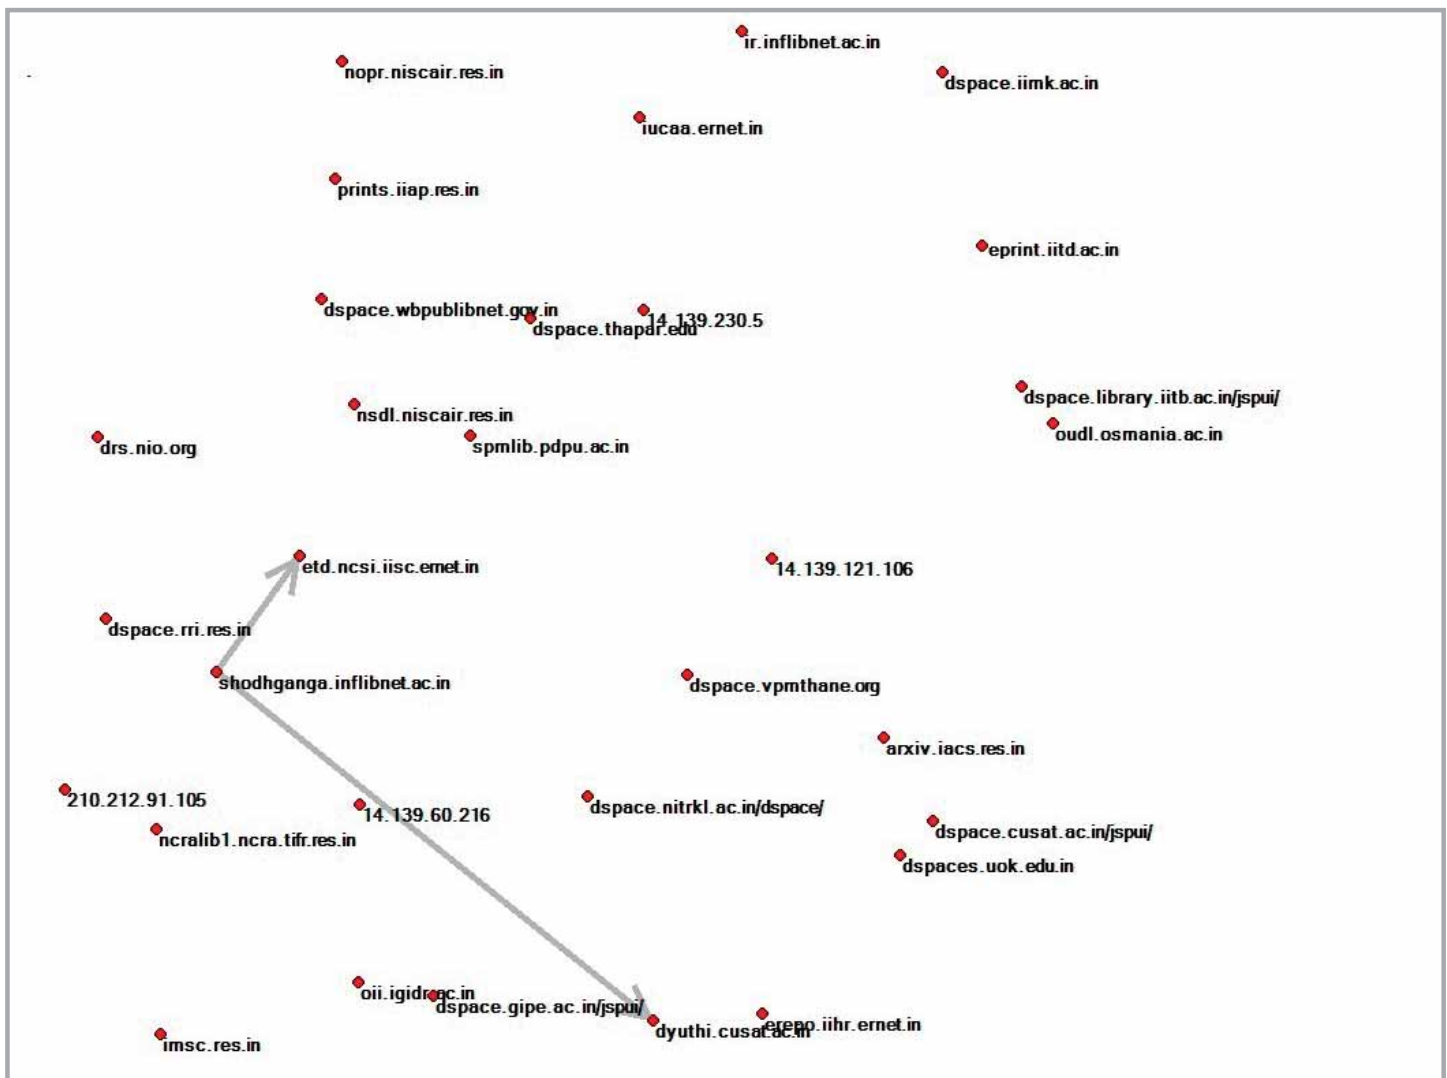 ir.inflibnet.ac.in
nopr.niscair.res.in
dspace.iimk.ac.in
iucaa.ernet.in
prints.iiap.res.in
eprint.iitd.ac.in
dspace.wbpublibnet.gov.in
14.139.230.5
dspace.thapar.edu
dspace.library.iitb.ac.in/jspui/
nsdl.niscair.res.in
oudl.osmania.ac.in
drs.nio.org
spmlib.pdpu.ac.in
etd.ncsi.iisc.ernet.in
14.139.121.106
dspace.rri.res.in
shodhganga.inflibnet.ac.in
dspace.vpmthane.org
arxiv.iacs.res.in
210.212.91.105
dspace.nitrkl.ac.in/dspace/
14.139.60.216
dspace.cusat.ac.in/jspui/
ncralib1.ncra.tifr.res.in
dspaces.uok.edu.in
oii.igidr.ac.in
dspace.gipe.ac.in/jspui/
erepo.iihr.ernet.in
dyuthi.cusat.ac.in
imsc.res.in